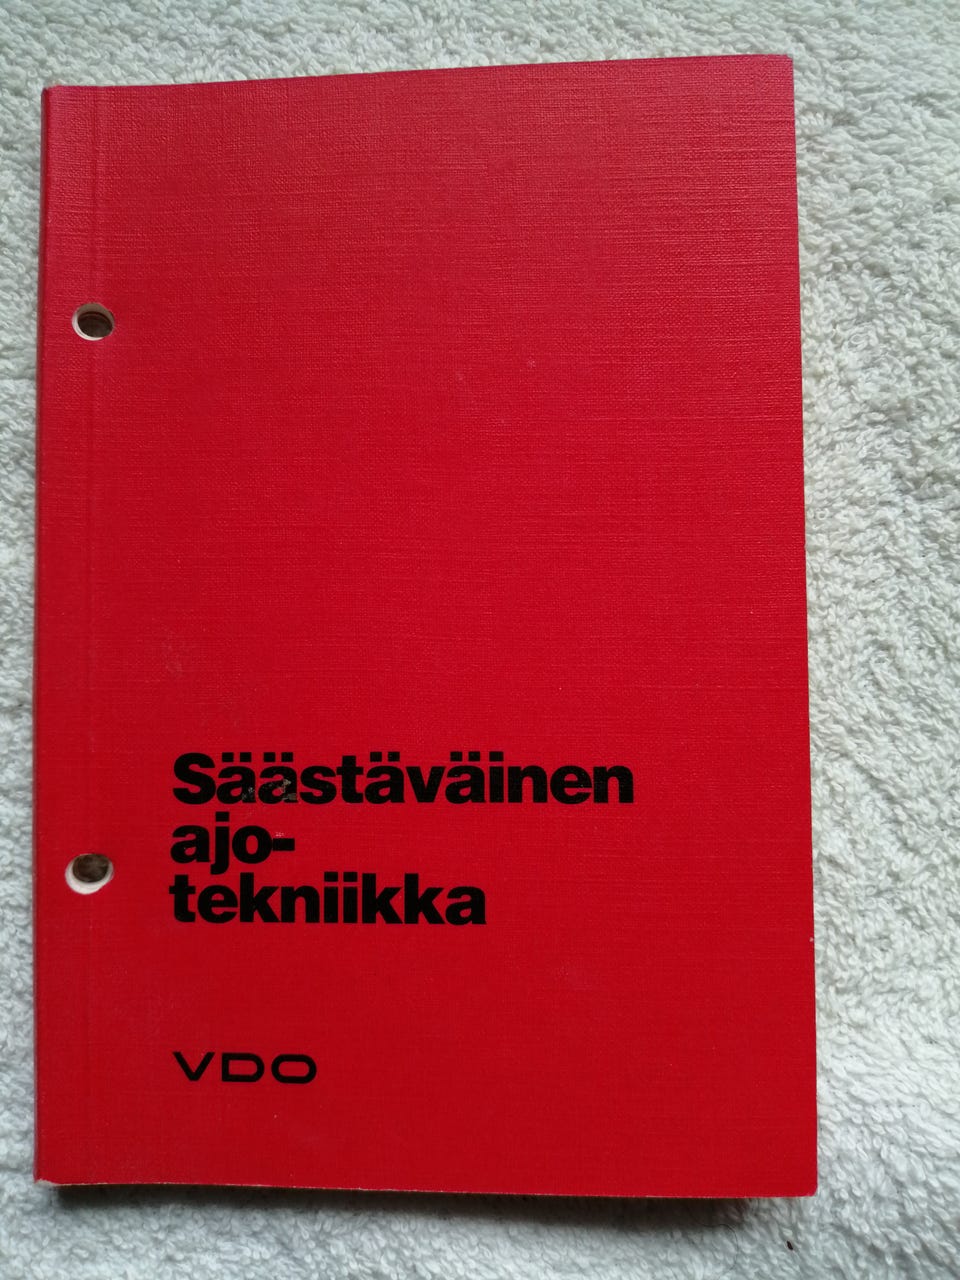 Säästäväinen
ajo-
tekniikka
VDO